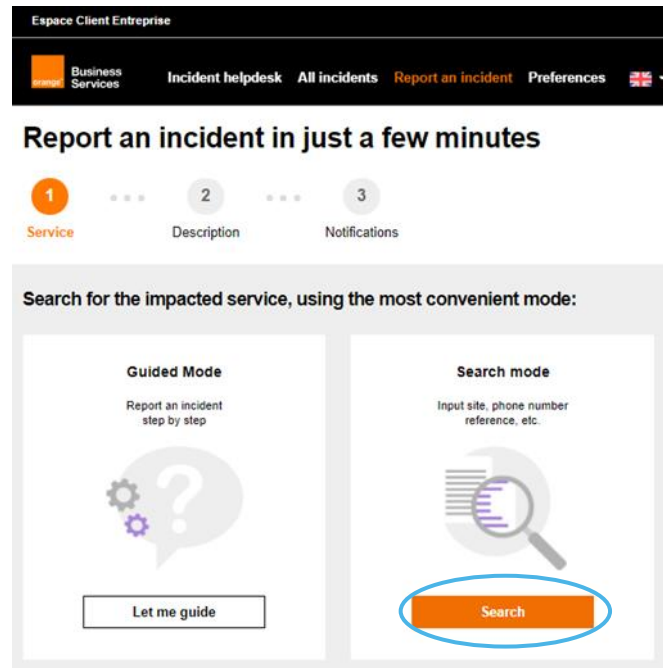 Espace Client Entreprise
orange Business Services Incident helpdesk All incidents Report an incident Preferences
Report an incident in just a few minutes
1 2 3
Service Description Notifications
Search for the impacted service, using the most convenient mode:
Guided Mode
Report an incident
step by step
Let me guide
Search mode
Input site, phone number
reference, etc.
Search